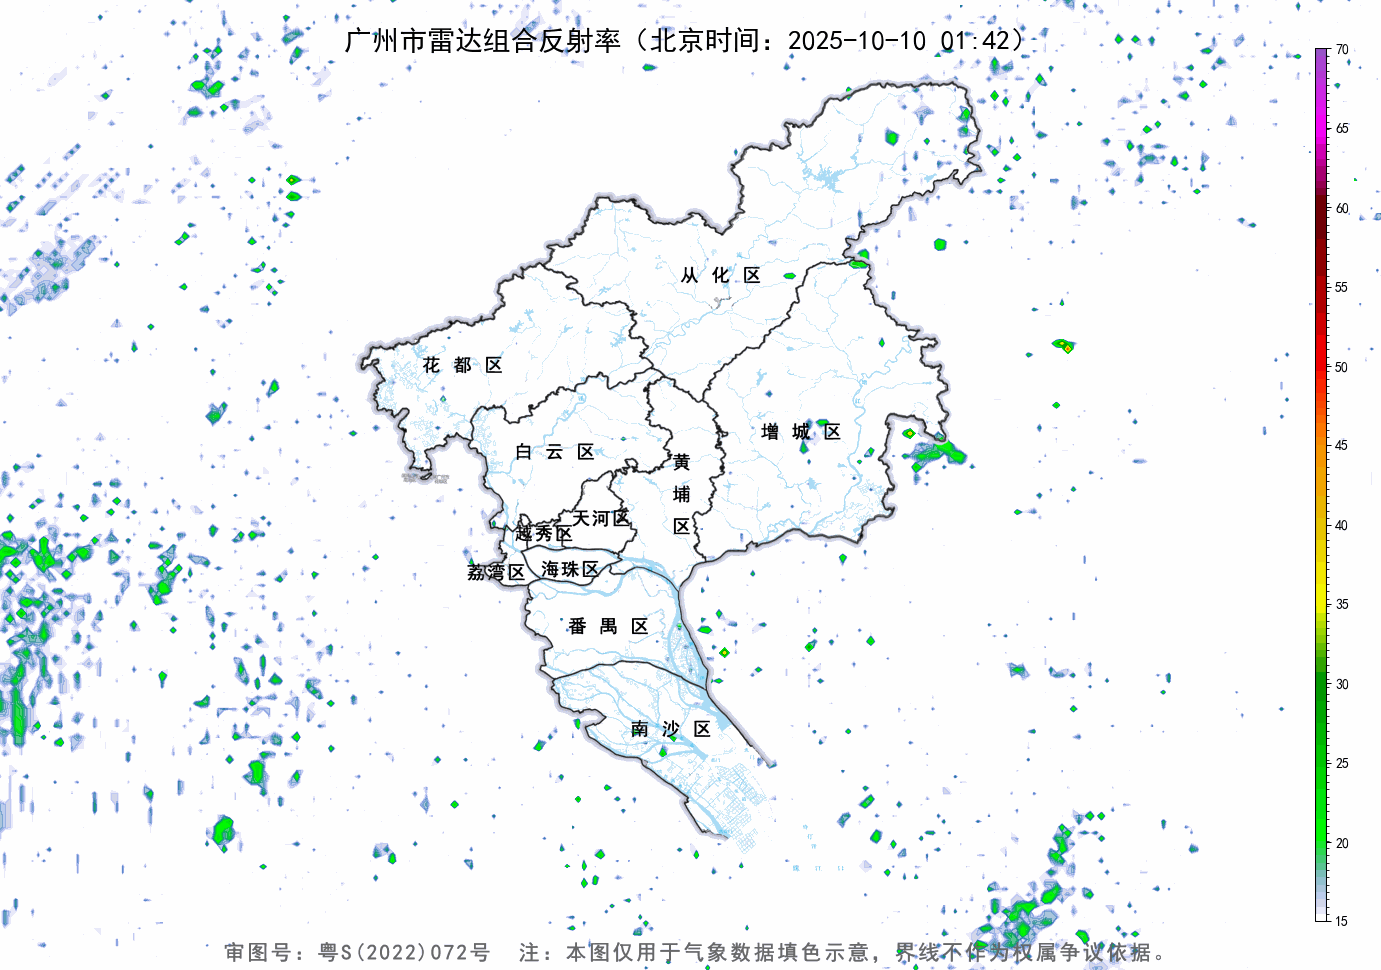 广州市雷达组合反射率（北京时间：2025-10-10 01:42）
70
65
60
55
50
45
40
35
30
25
20
15
从化区
花都区
增城区
白云区
黄埔区
天河区
越秀区
荔湾区
海珠区
番禺区
南沙区
审图号：粤S(2022)072号 注：本图仅用于气象数据填色示意，界线不作为权属争议依据。